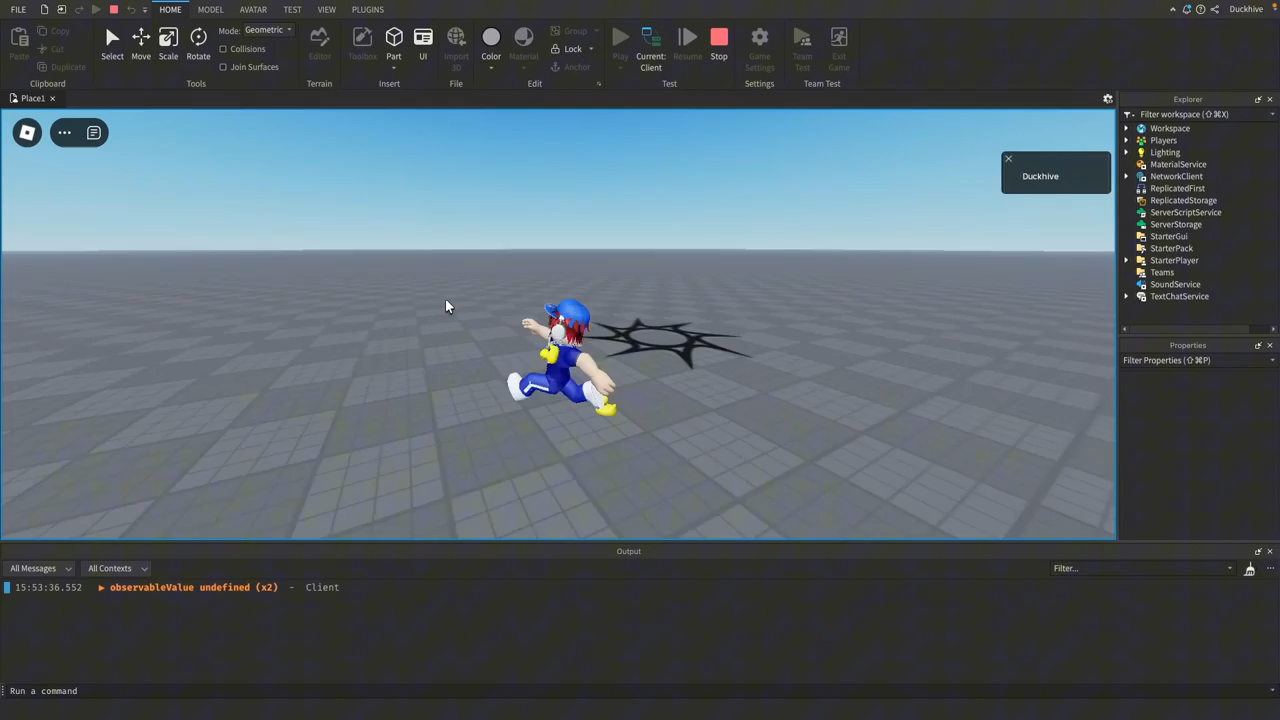 FILE MODEL AVATAR TEST VIEW PLUGINS HOME Duckhive
Paste Copy Cut Duplicate Clipboard
Select Move Scale Rotate Mode: Geometric Collisions Join Surfaces Tools
Editor Terrain
Toolbox Part UI Insert
Import 3D File
Color Material Group Lock Anchor Edit
Play Current: Client Resume Stop Test
Game Settings Settings
Team Test Exit Game Team Test
Place1
Duckhive
Explorer
Filter workspace (⇧⌘X)
Workspace
Players
Lighting
MaterialService
NetworkClient
ReplicatedFirst
ReplicatedStorage
ServerScriptService
ServerStorage
StarterGui
StarterPack
StarterPlayer
Teams
SoundService
TextChatService
Properties
Filter Properties (⇧⌘P)
Output
All Messages All Contexts Filter...
15:53:36.552 ▶ observableValue undefined (x2) - Client
Run a command